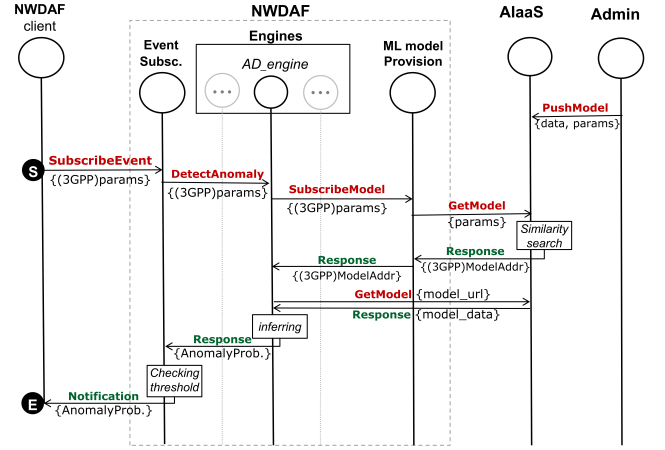 NWDAF
client
NWDAF
AIaaS
Admin
Event
Subsc.
Engines
AD_engine
ML model
Provision
PushModel
{data, params}
S
SubscribeEvent
{(3GPP)params}
DetectAnomaly
{(3GPP)params}
SubscribeModel
{(3GPP)params}
GetModel
{params}
Similarity
search
Response
{(3GPP)ModelAddr}
Response
{(3GPP)ModelAddr}
GetModel {model_url}
Response {model_data}
inferring
Response
{AnomalyProb.}
Checking
threshold
E
Notification
{AnomalyProb.}